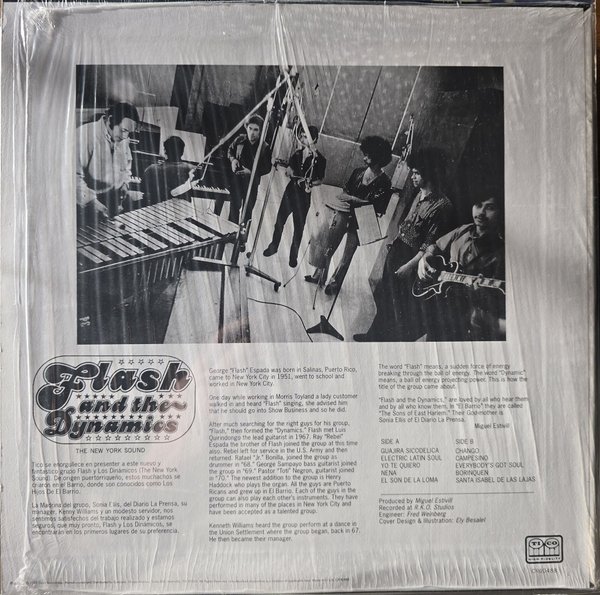 Flash
and the
Dynamics
THE NEW YORK SOUND
Tico se enorgullece en presentar a este nuevo y
fantastico grupo Flash y Los Dinamicos (The New York
Sound). De origen puertorriqueño, estos muchachos se
criaron en el Barrio, donde son conocidos como Los
Hijos De El Barrio.
La Madrina del grupo, Sonia Ellis, del Diario La Prensa, su
manager, Kenny Williams y un modesto servidor, nos
sentimos satisfechos del trabajo realizado y estamos
seguros, que muy pronto, Flash y Los Dinamicos, se
encontrarán en los primeros lugares de su preferencia.
George "Flash" Espada was born in Salinas, Puerto Rico,
came to New York City in 1951, went to school and
worked in New York City.
One day while working in Morris Toyland a lady customer
walked in and heard "Flash" singing, she advised him
that he should go into Show Business and so he did.
After much searching for the right guys for his group,
"Flash," then formed the "Dynamics." Flash met Luis
Quirindongo the lead guitarist in 1967. Ray "Rebel"
Espada the brother of Flash joined the group at this time
also. Rebel left for service in the U.S. Army and then
then returned. Rafael "Jr." Bonilla, joined the group as
drummer in "68." George Sampayo bass guitarist joined
the group in "69." Pastor "Tofi" Negron, guitarist joined
in "70." The newest addition to the group is Henry
Haddock who plays the organ. All the guys are Puerto
Ricans and grew up in El Barrio. Each of the guys in the
group can also play each other's instruments. They have
performed in many of the places in New York City and
have been accepted as a talented group.
Kenneth Williams heard the group perform at a dance in
the Union Settlement where the group began, back in 67.
He then became their manager.
The word "Flash" means, a sudden force of energy
breaking through the ball of energy. The word "Dynamic"
means, a ball of energy projecting power. This is how the
title of the group came about.
"Flash and the Dynamics," are loved by all who hear them
and by all who know them. In "El Barrio", they are called
"The Sons of East Harlem." Their Godmother is
Sonia Ellis of El Diario La Prensa.
Miguel Estivill
SIDE A
GUAJIRA SICODELICA
ELECTRIC LATIN SOUL
YO TE QUIERO
NENA
EL SON DE LA LOMA
SIDE B
CHANGO
CAMPESINO
EVERYBODY'S GOT SOUL
BORINQUEN
SANTA ISABEL DE LAS LAJAS
Produced by Miguel Estivill
Recorded at R.K.O. Studios
Engineer: Fred Weinberg
Cover Design & Illustration: Ely Besalel
TICO
HIGH FIDELITY